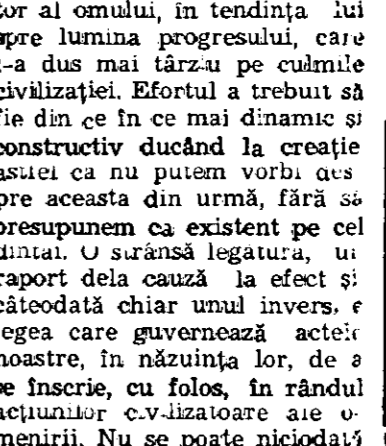 tor al omului, în tendința lui
spre lumina progresului, care
l-a dus mai târziu pe culmile
civilizației. Efortul a trebuit să
fie din ce în ce mai dinamic și
constructiv ducând la creație
astfel ca nu putem vorbi des
pre aceasta din urmă, fără să
presupunem ca existent pe cel
dintai. O strânsă legatura, un
raport dela cauză la efect și
câteodată chiar unul invers, e
legea care guvernează actele
noastre, în năzuința lor, de a
se înscrie, cu folos, în rândul
acțiunilor civilizatoare ale o-
menirii. Nu se poate niciodată